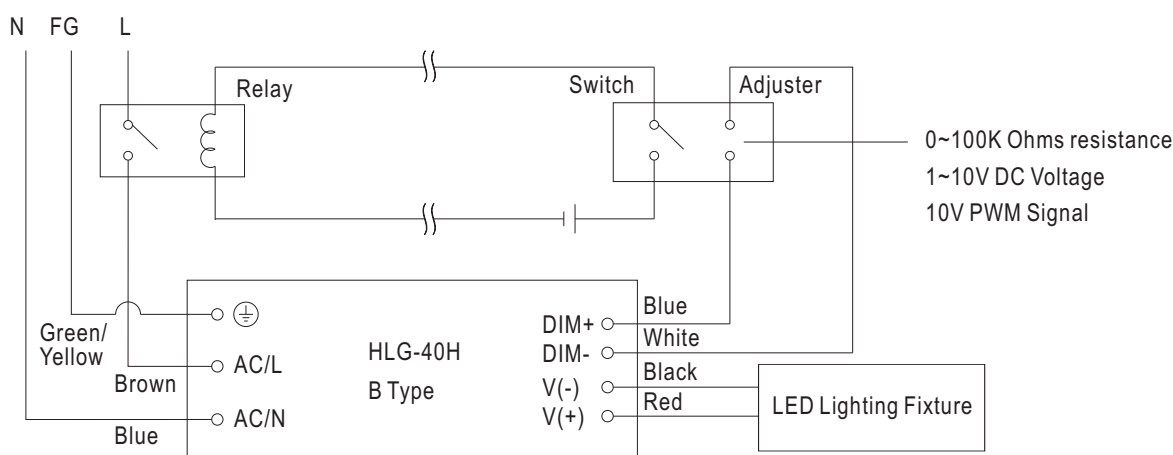 N FG L
Relay
Switch
Adjuster
0~100K Ohms resistance
1~10V DC Voltage
10V PWM Signal
Green/
Yellow
Brown
Blue
AC/L
AC/N
HLG-40H
B Type
DIM+
DIM-
V(-)
V(+)
Blue
White
Black
Red
LED Lighting Fixture